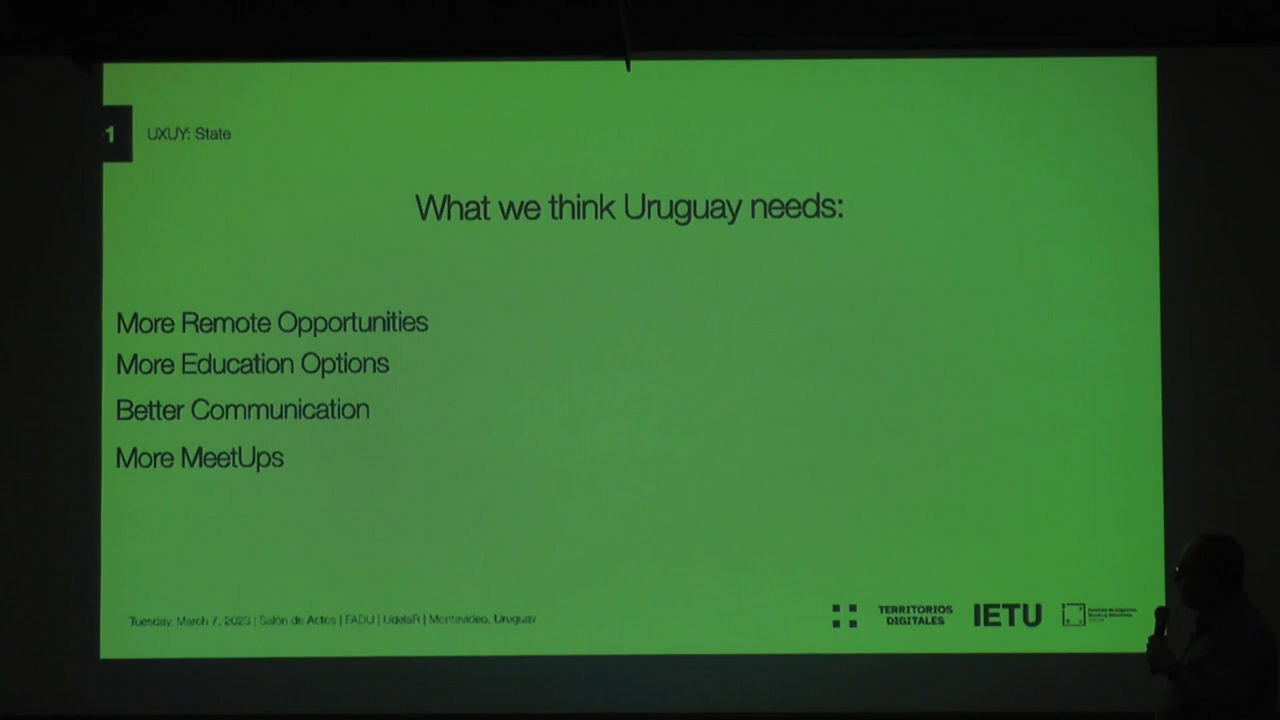 1
UXUY: State
What we think Uruguay needs:
More Remote Opportunities
More Education Options
Better Communication
More MeetUps
Tuesday, March 7, 2023 | Salón de Actos | FADU | UdelaR | Montevideo, Uruguay
TERRITORIOS
DIGITALES
IETU